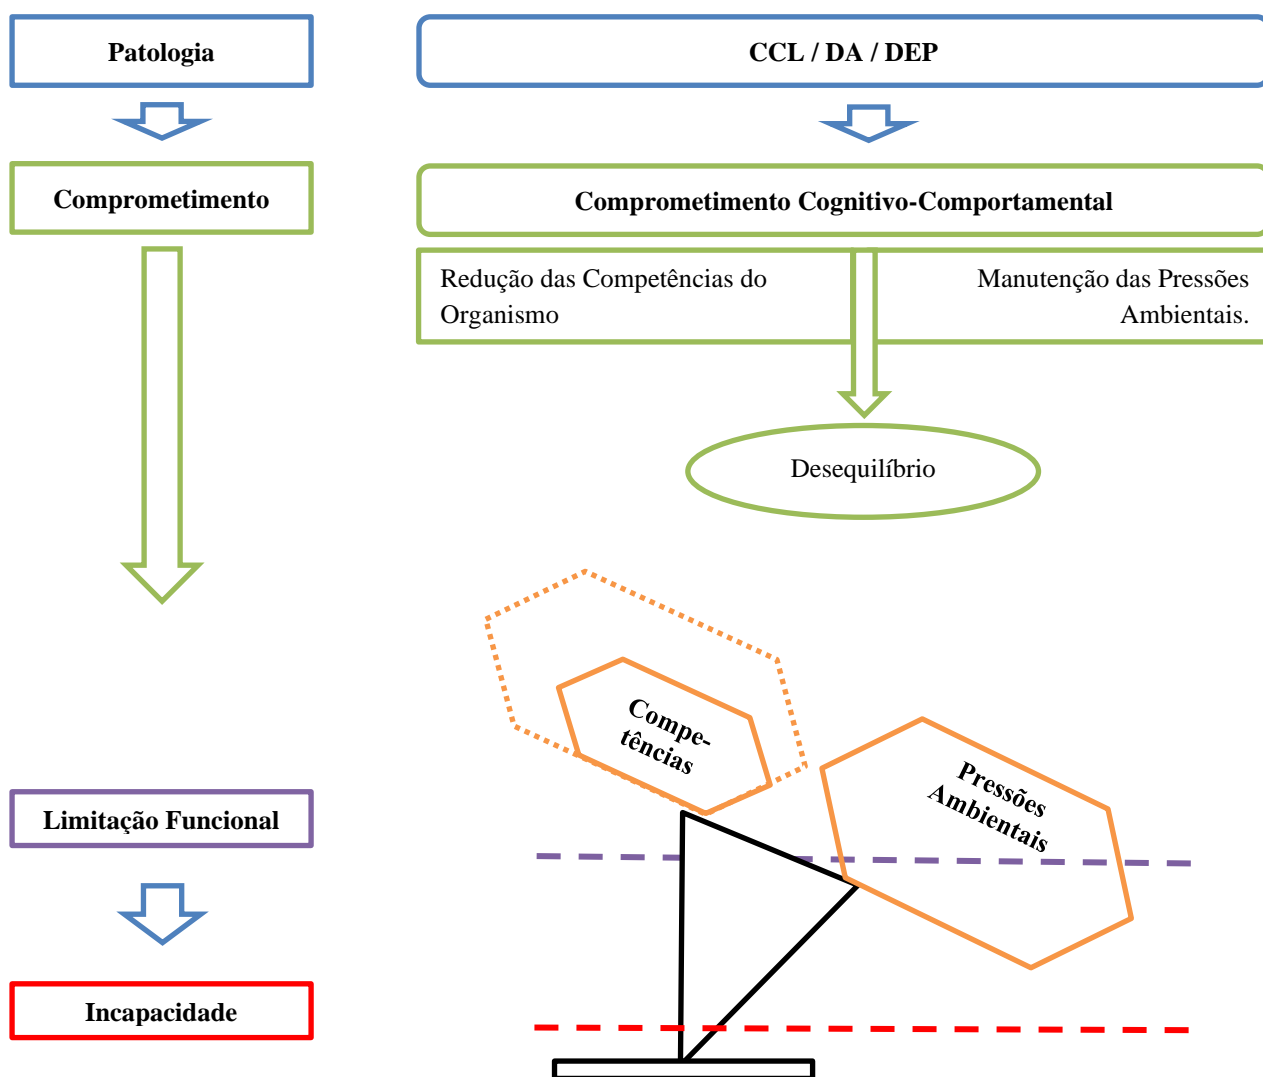 Patologia
CCL / DA / DEP
Comprometimento
Comprometimento Cognitivo-Comportamental
Redução das Competências do
Organismo
Manutenção das Pressões
Ambientais.
Desequilíbrio
Compe-
tências
Pressões
Ambientais
Limitação Funcional
Incapacidade